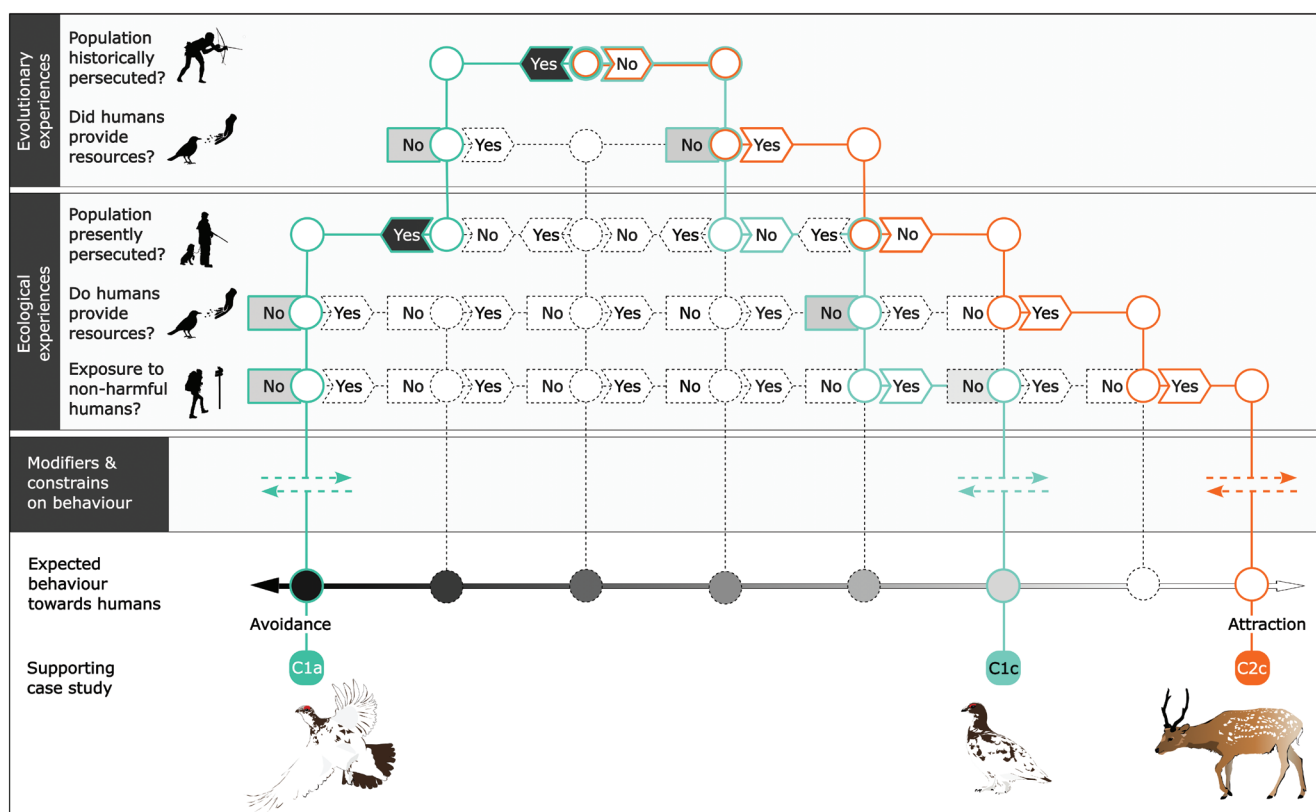 Evolutionary
experiences
Population
historically
persecuted?
Yes
No
Did humans
provide
resources?
No
Yes
No
Yes
Ecological
experiences
Population
presently
persecuted?
Yes
No
Yes
No
Yes
No
Yes
No
Do humans
provide
resources?
No
Yes
No
Yes
No
Yes
No
Yes
No
Yes
No
Yes
Exposure to
non-harmful
humans?
No
Yes
No
Yes
No
Yes
No
Yes
No
Yes
No
Yes
No
Yes
Modifiers &
constrains
on behaviour
Expected
behaviour
towards humans
Avoidance
Attraction
Supporting
case study
C1a
C1c
C2c